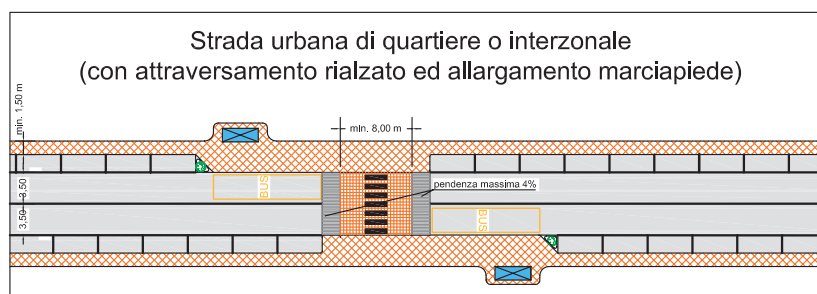 Strada urbana di quartiere o interzonale
(con attraversamento rialzato ed allargamento marciapiede)
min. 1,50 m
min. 8,00 m
3,50
3,50
BUS
pendenza massima 4%
BUS